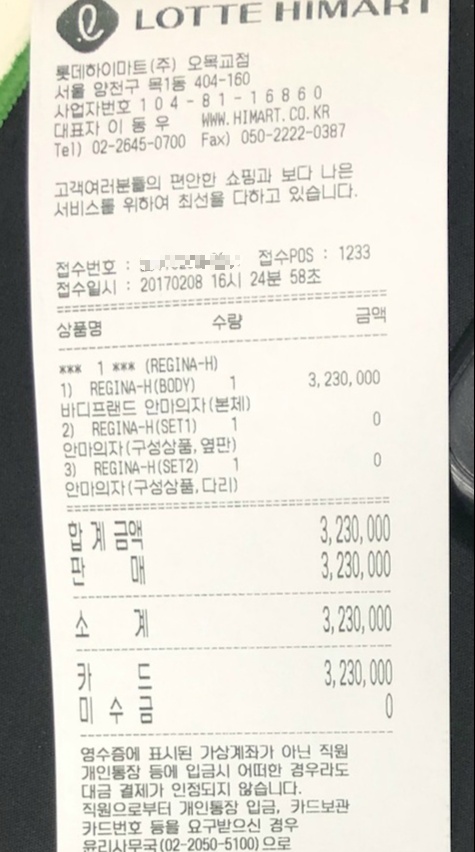 LOTTE HIMART
롯데하이마트(주) 오목교점
서울 양천구 목1동 404-160
사업자번호 1 0 4 - 8 1 - 1 6 8 6 0
대표자 이 동 우 WWW.HIMART.CO.KR
Tel) 02-2645-0700 Fax) 050-2222-0387
고객여러분들의 편안한 쇼핑과 보다 나은
서비스를 위하여 최선을 다하고 있습니다.
접수번호 : 접수POS : 1233
접수일시 : 20170208 16시 24분 58초
상품명 수량 금액
*** 1 *** (REGINA-H)
1) REGINA-H(BODY) 1 3,230,000
바디프랜드 안마의자(본체)
2) REGINA-H(SET1) 1 0
안마의자(구성상품,옆판)
3) REGINA-H(SET2) 1 0
안마의자(구성상품,다리)
합계금액 3,230,000
판 매 3,230,000
소 계 3,230,000
카 드 3,230,000
미 수 금 0
영수증에 표시된 가상계좌가 아닌 직원
개인통장 등에 입금시 어떠한 경우라도
대금 결제가 인정되지 않습니다.
직원으로부터 개인통장 입금, 카드보관
카드번호 등을 요구받으신 경우
윤리사무국(02-2050-5100)으로